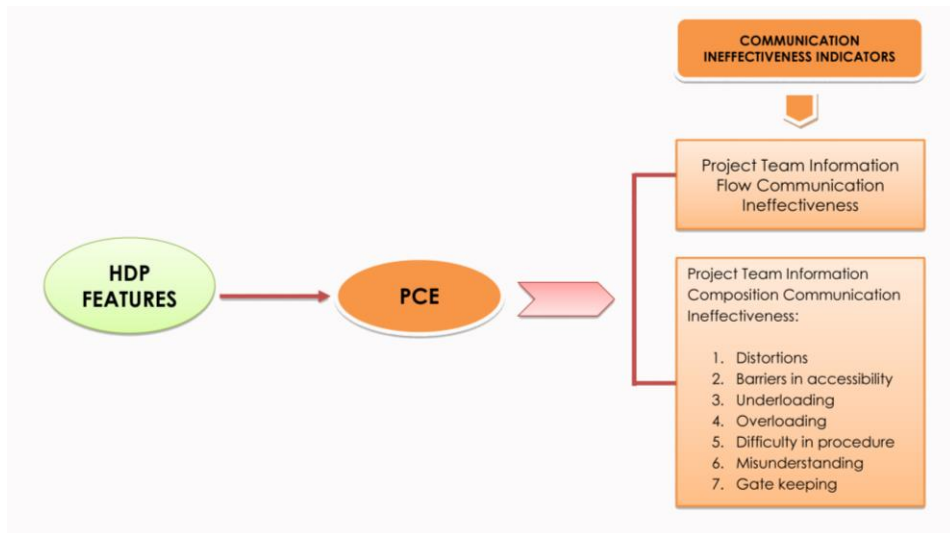 COMMUNICATION
INEFFECTIVENESS INDICATORS
Project Team Information
Flow Communication
Ineffectiveness
HDP
FEATURES
PCE
Project Team Information
Composition Communication
Ineffectiveness:
1. Distortions
2. Barriers in accessibility
3. Underloading
4. Overloading
5. Difficulty in procedure
6. Misunderstanding
7. Gate keeping